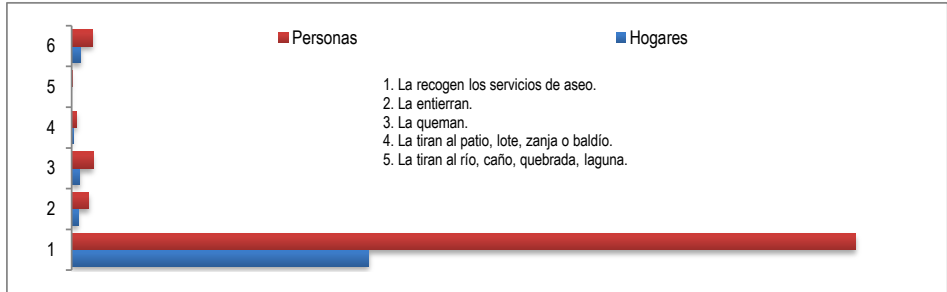 Personas
Hogares
6
5
4
3
2
1
1. La recogen los servicios de aseo.
2. La entierran.
3. La queman.
4. La tiran al patio, lote, zanja o baldío.
5. La tiran al río, caño, quebrada, laguna.